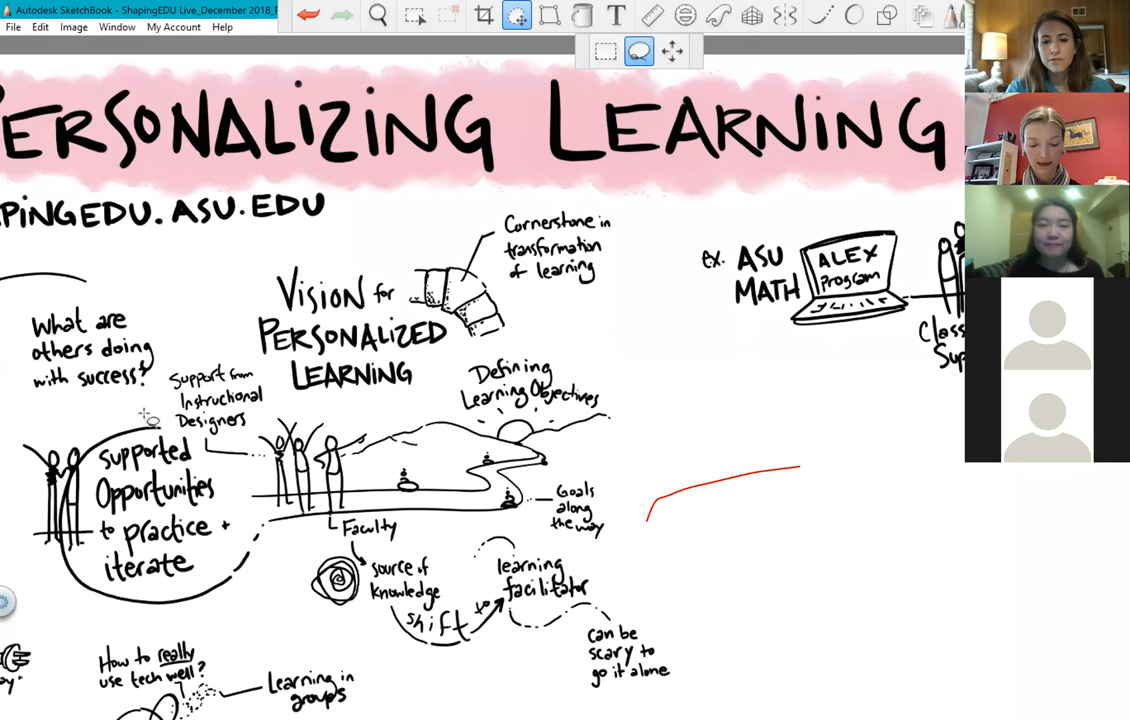 Autodesk SketchBook - ShapingEDU Live_December 2018_P
File Edit Image Window My Account Help
ERSONALIZING LEARNING
PINGEDU.ASU.EDU
Cornerstone in
transformation
of learning
ex. ASU
MATH
ALEX
Program
Class
Sup
Vision for
PERSONALIZED
LEARNING
What are
others doing
with success?
Support from
Instructional
Designers
Defining
Learning Objectives
Supported
Opportunities
to practice +
iterate
Goals
along
the way
Faculty
source of
knowledge
shift to
learning
facilitator
can be
scary to
go it alone
How to really
use tech well?
Learning in
groups